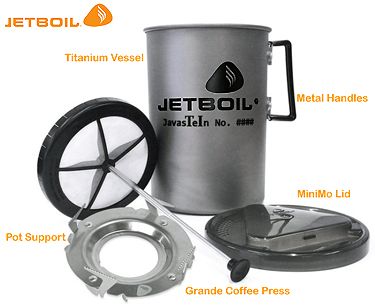 JETBOIL
Titanium Vessel
JETBOIL
JavasTeIn No. ####
Metal Handles
MiniMo Lid
Pot Support
Grande Coffee Press